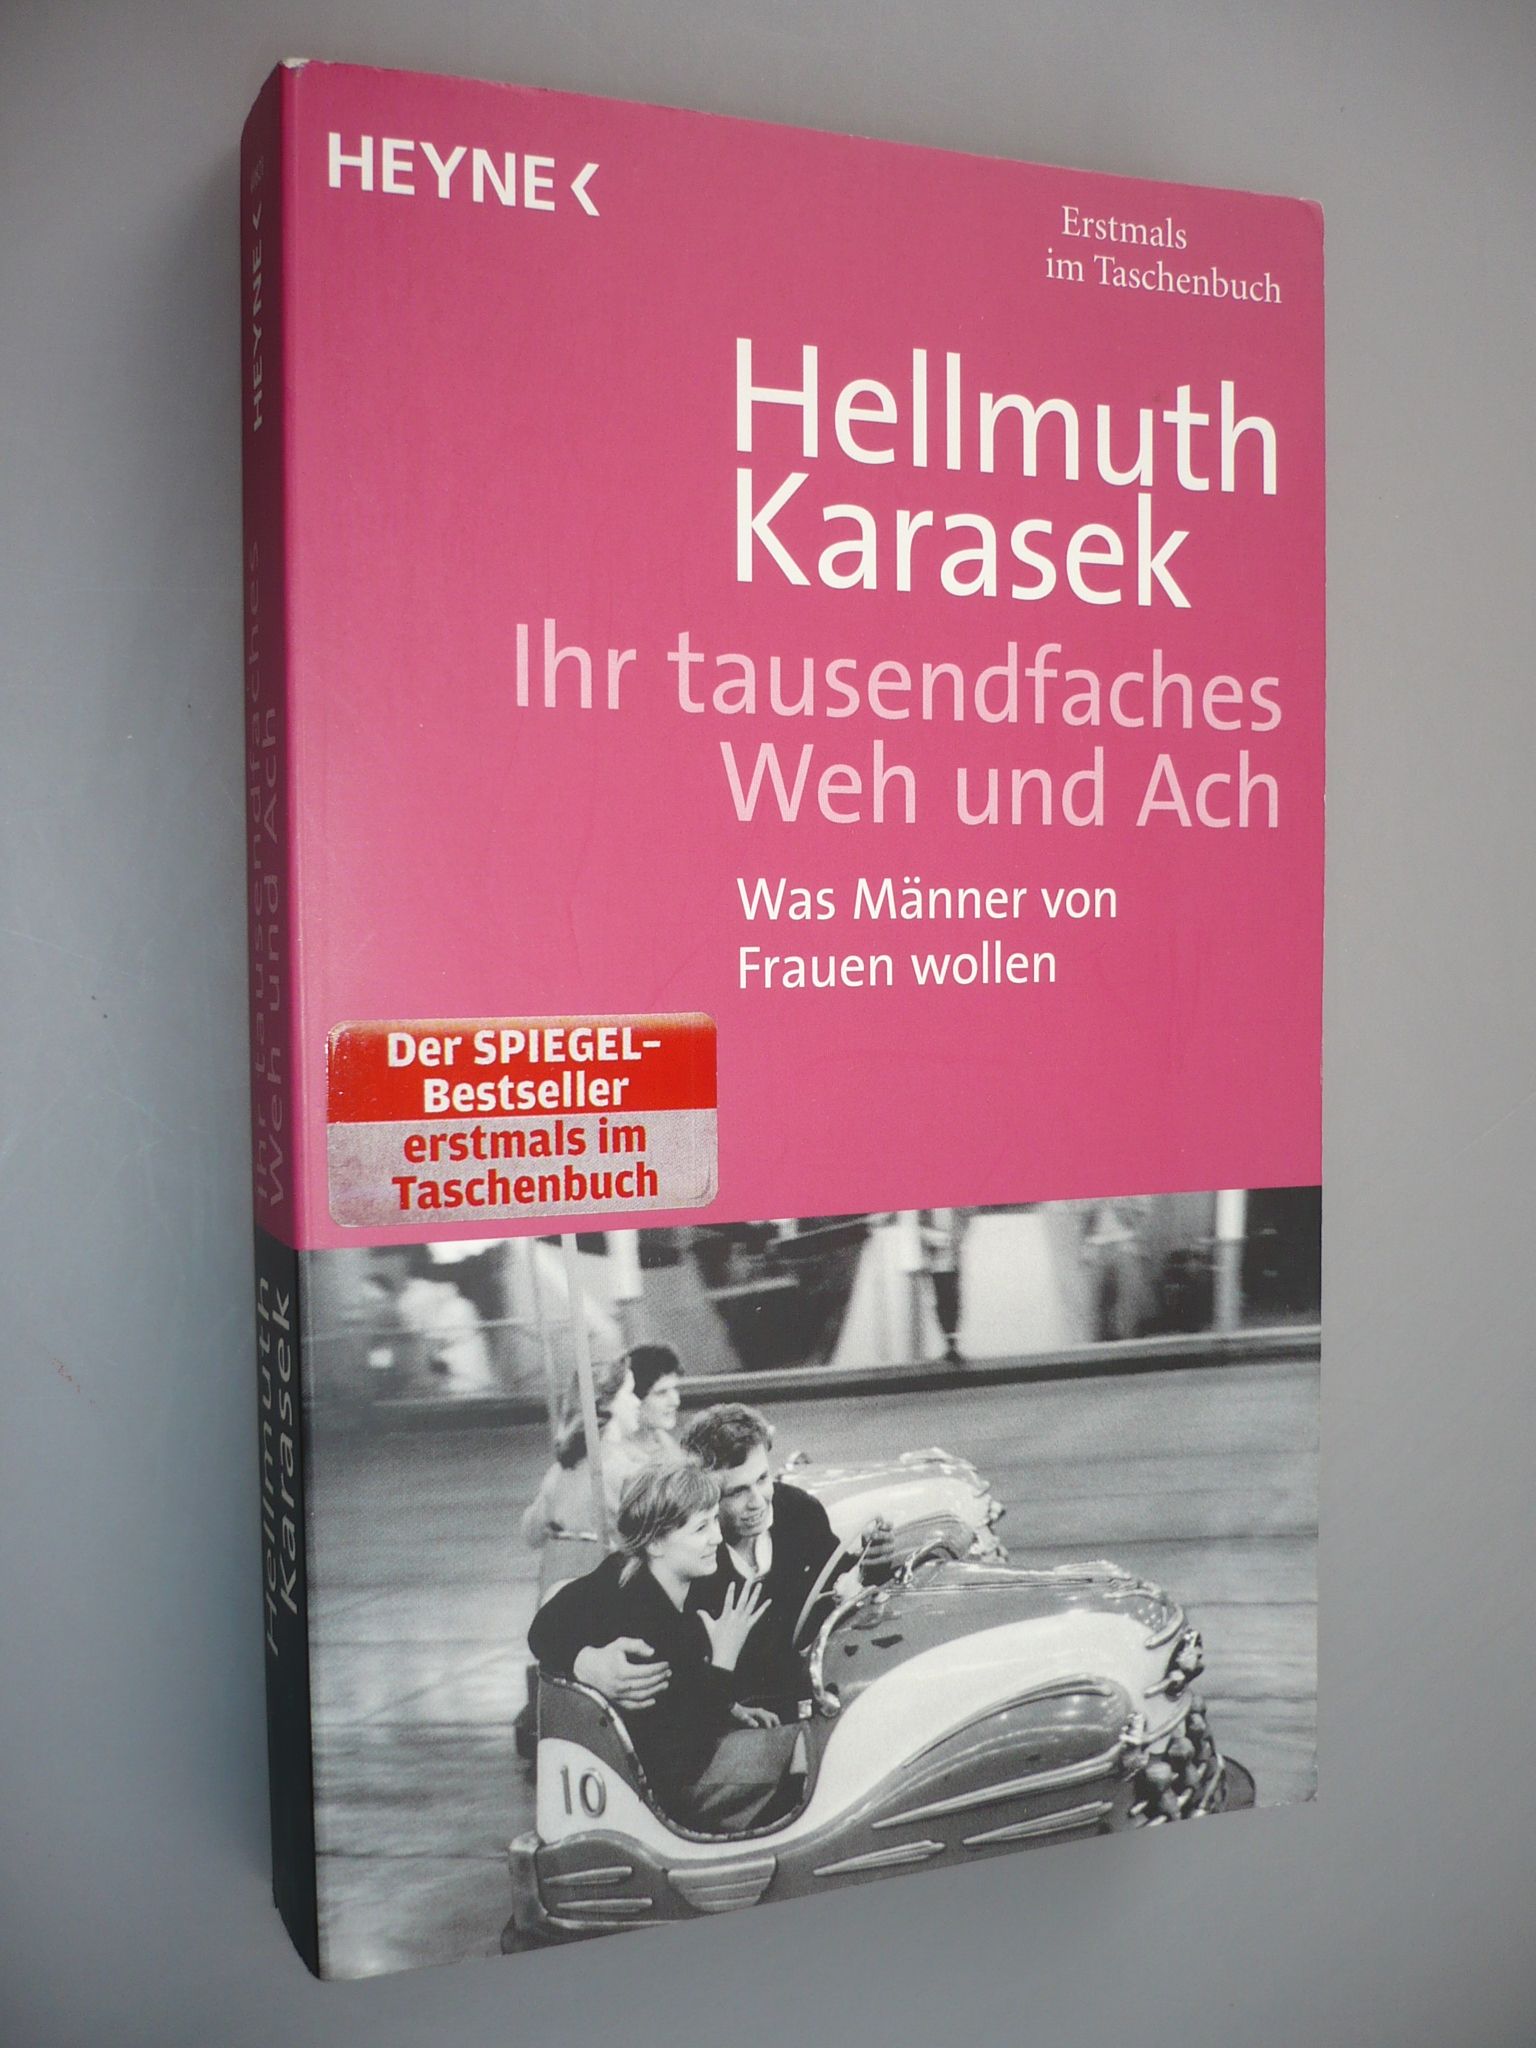 HEYNE <
Erstmals
im Taschenbuch
Hellmuth
Karasek
Ihr tausendfaches
Weh und Ach
Was Männer von
Frauen wollen
Der SPIEGEL-
Bestseller
erstmals im
Taschenbuch
10
HEYNE <
Ihr tausendfaches
Weh und Ach
Hellmuth
Karasek